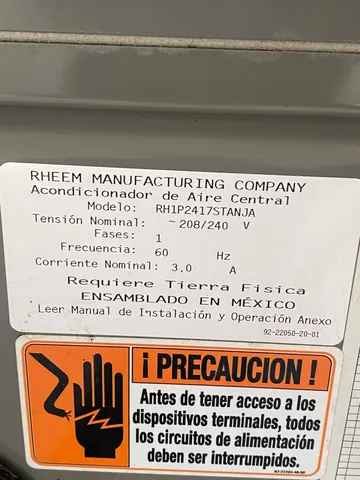 RHEEM MANUFACTURING COMPANY
Acondicionador de Aire Central
Modelo: RH1P2417STANJA
Tensión Nominal: ~208/240 V
Fases: 1
Frecuencia: 60 Hz
Corriente Nominal: 3.0 A
Requiere Tierra Fisica
ENSAMBLADO EN MÉXICO
Leer Manual de Instalación y Operación Anexo
92-22050-20-01
¡ PRECAUCION !
Antes de tener acceso a los
dispositivos terminales, todos
los circuitos de alimentación
deben ser interrumpidos.